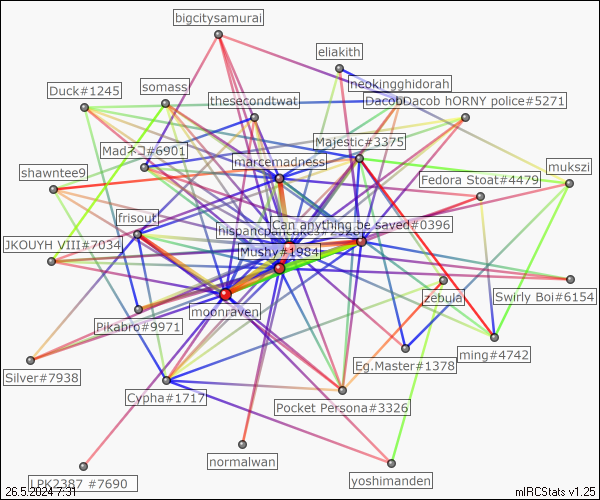 bigcitysamurai
eliakith
neokingghidorah
Duck#1245
somass
thesecondtwat
DacobDacob hORNY police#5271
Majestic#3375
Madネコ#6901
marcemadness
shawntee9
Fedora Stoat#4479
mukszi
frisout
Can anything be saved#0396
JKOUYH VIII#7034
Mushy#1984
Swirly Boi#6154
zebula
moonraven
Pikabro#9971
ming#4742
Eg.Master#1378
Silver#7938
Cypha#1717
Pocket Persona#3326
normalwan
LPK2387 #7690
yoshimanden
26.5.2024 7:31
mIRCStats v1.25